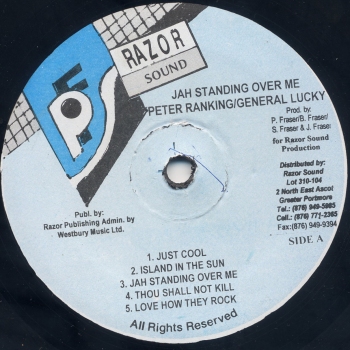 RAZOR
SOUND
JAH STANDING OVER ME
PETER RANKING/GENERAL LUCKY
Prod. by:
P. Fraser/B. Fraser/
S. Fraser & J. Fraser
for Razor Sound
Production
Distributed by:
Razor Sound
Lot 310-104
2 North East Ascot
Greater Portmore
Tel.: (876) 949-5985
Cell.: (876) 771-2365
Fax:(876) 949-9394
SIDE A
Publ. by:
Razor Publishing Admin. by
Westbury Music Ltd.
1. JUST COOL
2. ISLAND IN THE SUN
3. JAH STANDING OVER ME
4. THOU SHALL NOT KILL
5. LOVE HOW THEY ROCK
All Rights Reserved